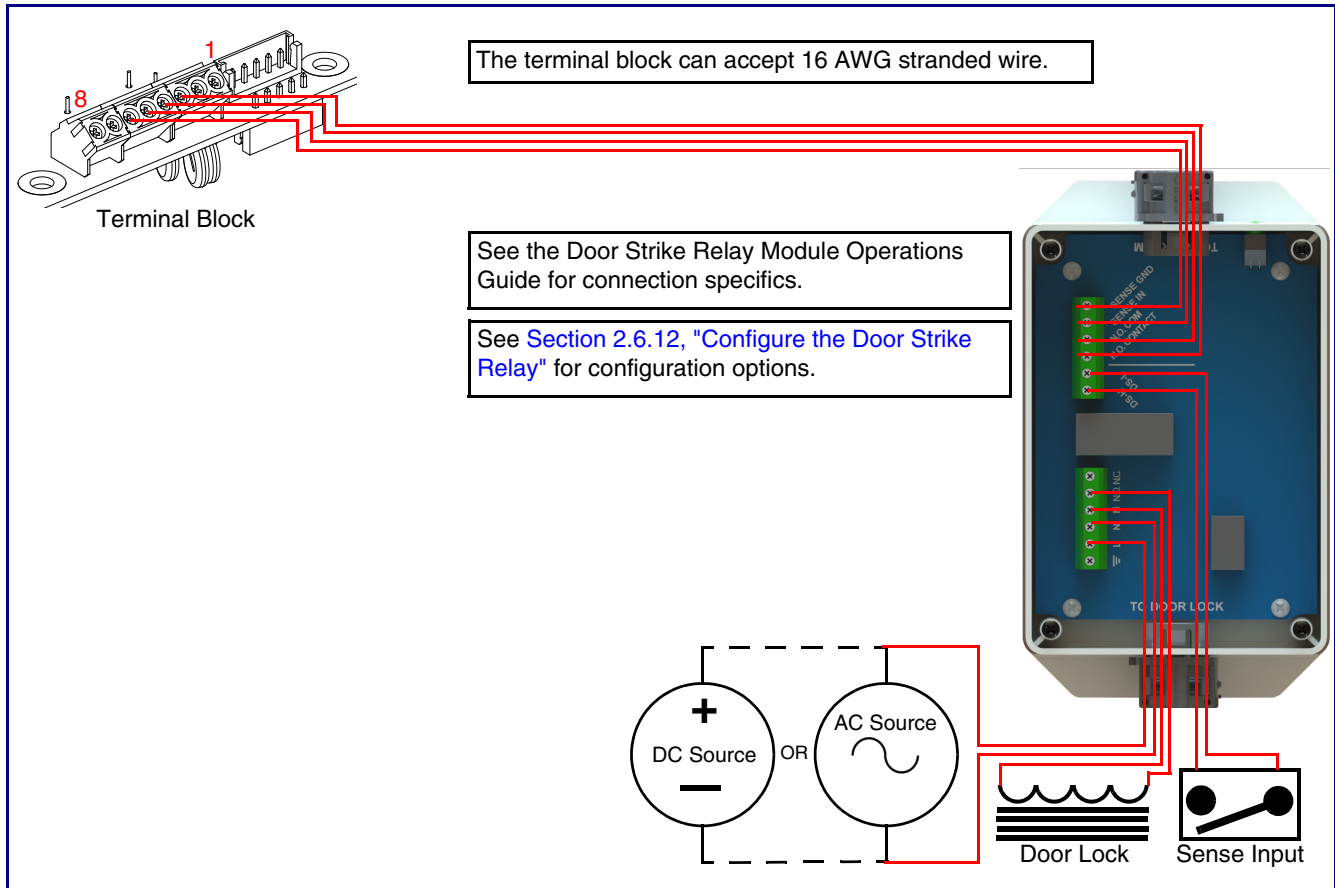 1
8
The terminal block can accept 16 AWG stranded wire.
Terminal Block
See the Door Strike Relay Module Operations
Guide for connection specifics.
See Section 2.6.12, "Configure the Door Strike
Relay" for configuration options.
SENSE GND
SENSE IN
N.O. COM
N.O. CONTACT
DS-I
DS-
N.C.
N.O.
N
N
L
TO DOOR LOCK
+
DC Source
OR
AC Source
Door Lock
Sense Input